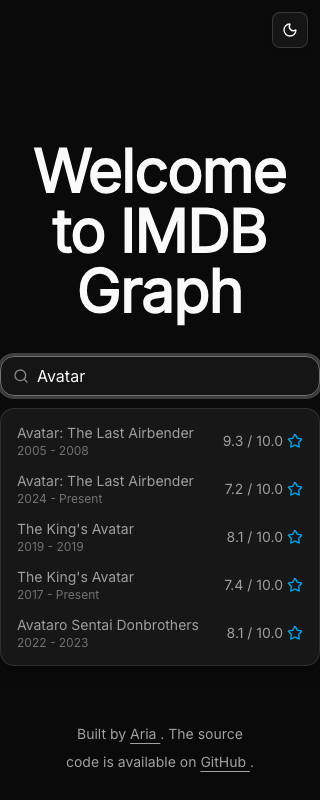 Welcome
to IMDB
Graph
Avatar
Avatar: The Last Airbender
2005 - 2008
9.3 / 10.0
Avatar: The Last Airbender
2024 - Present
7.2 / 10.0
The King's Avatar
2019 - 2019
8.1 / 10.0
The King's Avatar
2017 - Present
7.4 / 10.0
Avataro Sentai Donbrothers
2022 - 2023
8.1 / 10.0
Built by Aria . The source
code is available on GitHub .